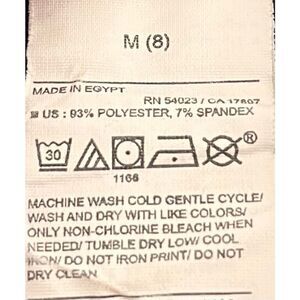 M (8)
MADE IN EGYPT
RN 54023 / CA 17897
US : 93% POLYESTER, 7% SPANDEX
30
®
1166
MACHINE WASH COLD GENTLE CYCLE/
WASH AND DRY WITH LIKE COLORS/
ONLY NON-CHLORINE BLEACH WHEN
NEEDED/ TUMBLE DRY LOW/ COOL
IRON/ DO NOT IRON PRINT/ DO NOT
DRY CLEAN